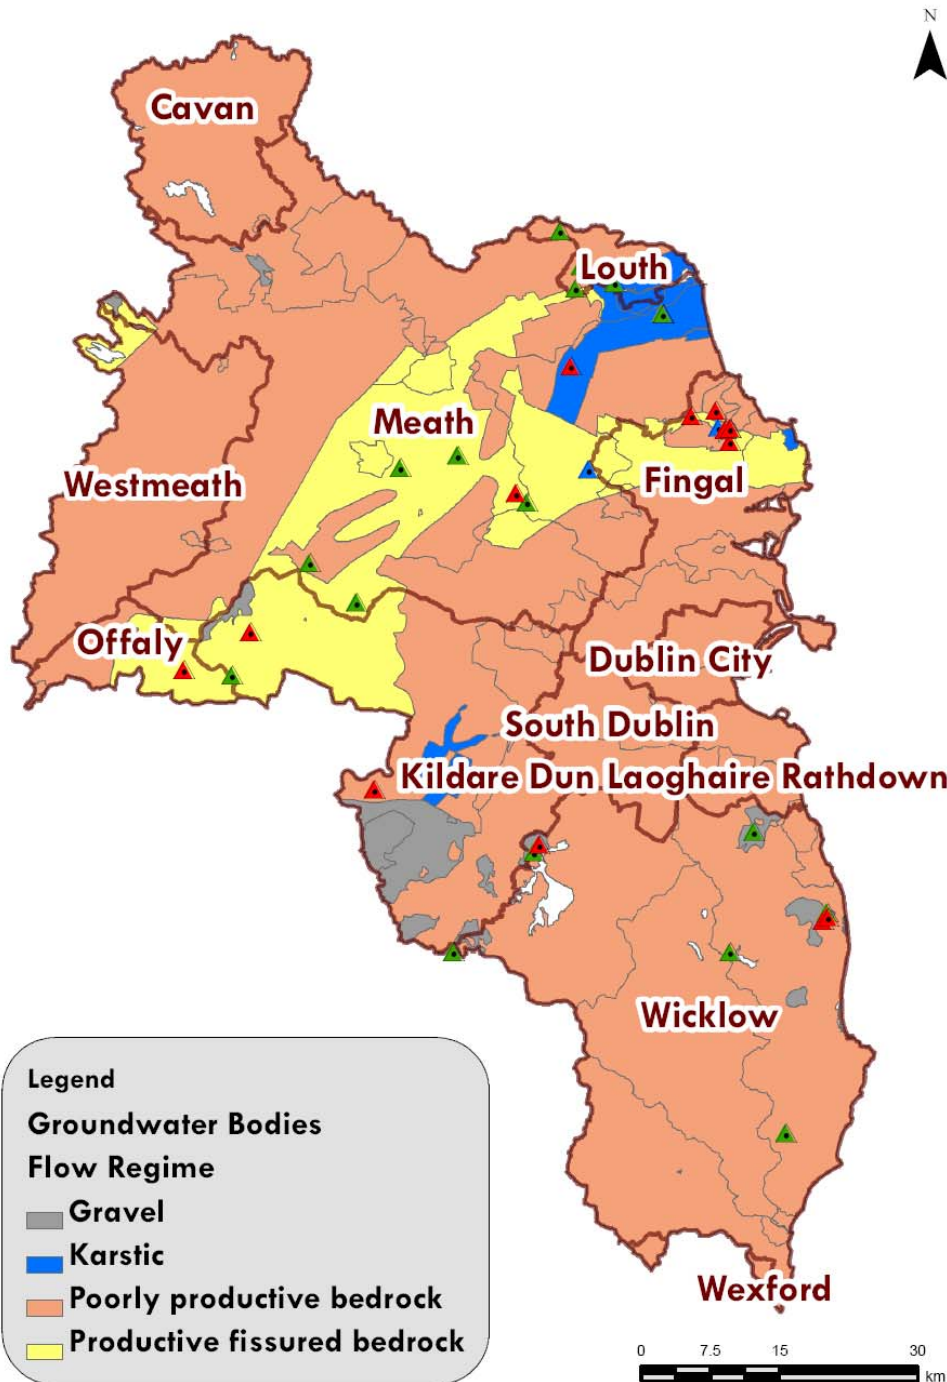 N
Cavan
Louth
Meath
Westmeath
Fingal
Offaly
Dublin City
South Dublin
Kildare Dun Laoghaire Rathdown
Wicklow
Wexford
Legend
Groundwater Bodies
Flow Regime
Gravel
Karstic
Poorly productive bedrock
Productive fissured bedrock
0 7.5 15 30
km